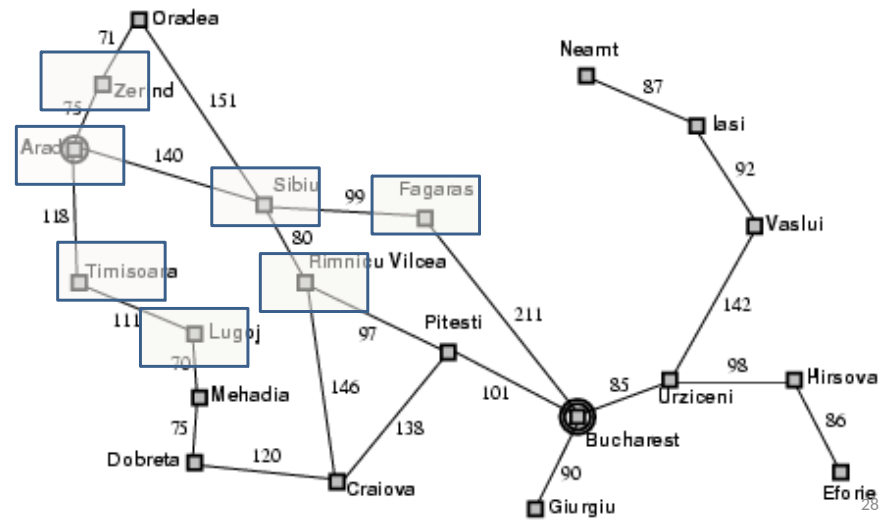 Oradea
71
Neamt
Zerind
87
151
75
Iasi
Arad
140
92
Sibiu
99
Fagaras
118
Vaslui
80
Timisoara
Rimnicu Vilcea
142
211
111
Lugoj
97
Pitesti
98
70
85
Hirsova
Urziceni
146
101
Mehadia
86
75
138
Bucharest
120
Dobreta
90
Craiova
Eforie
Giurgiu
28